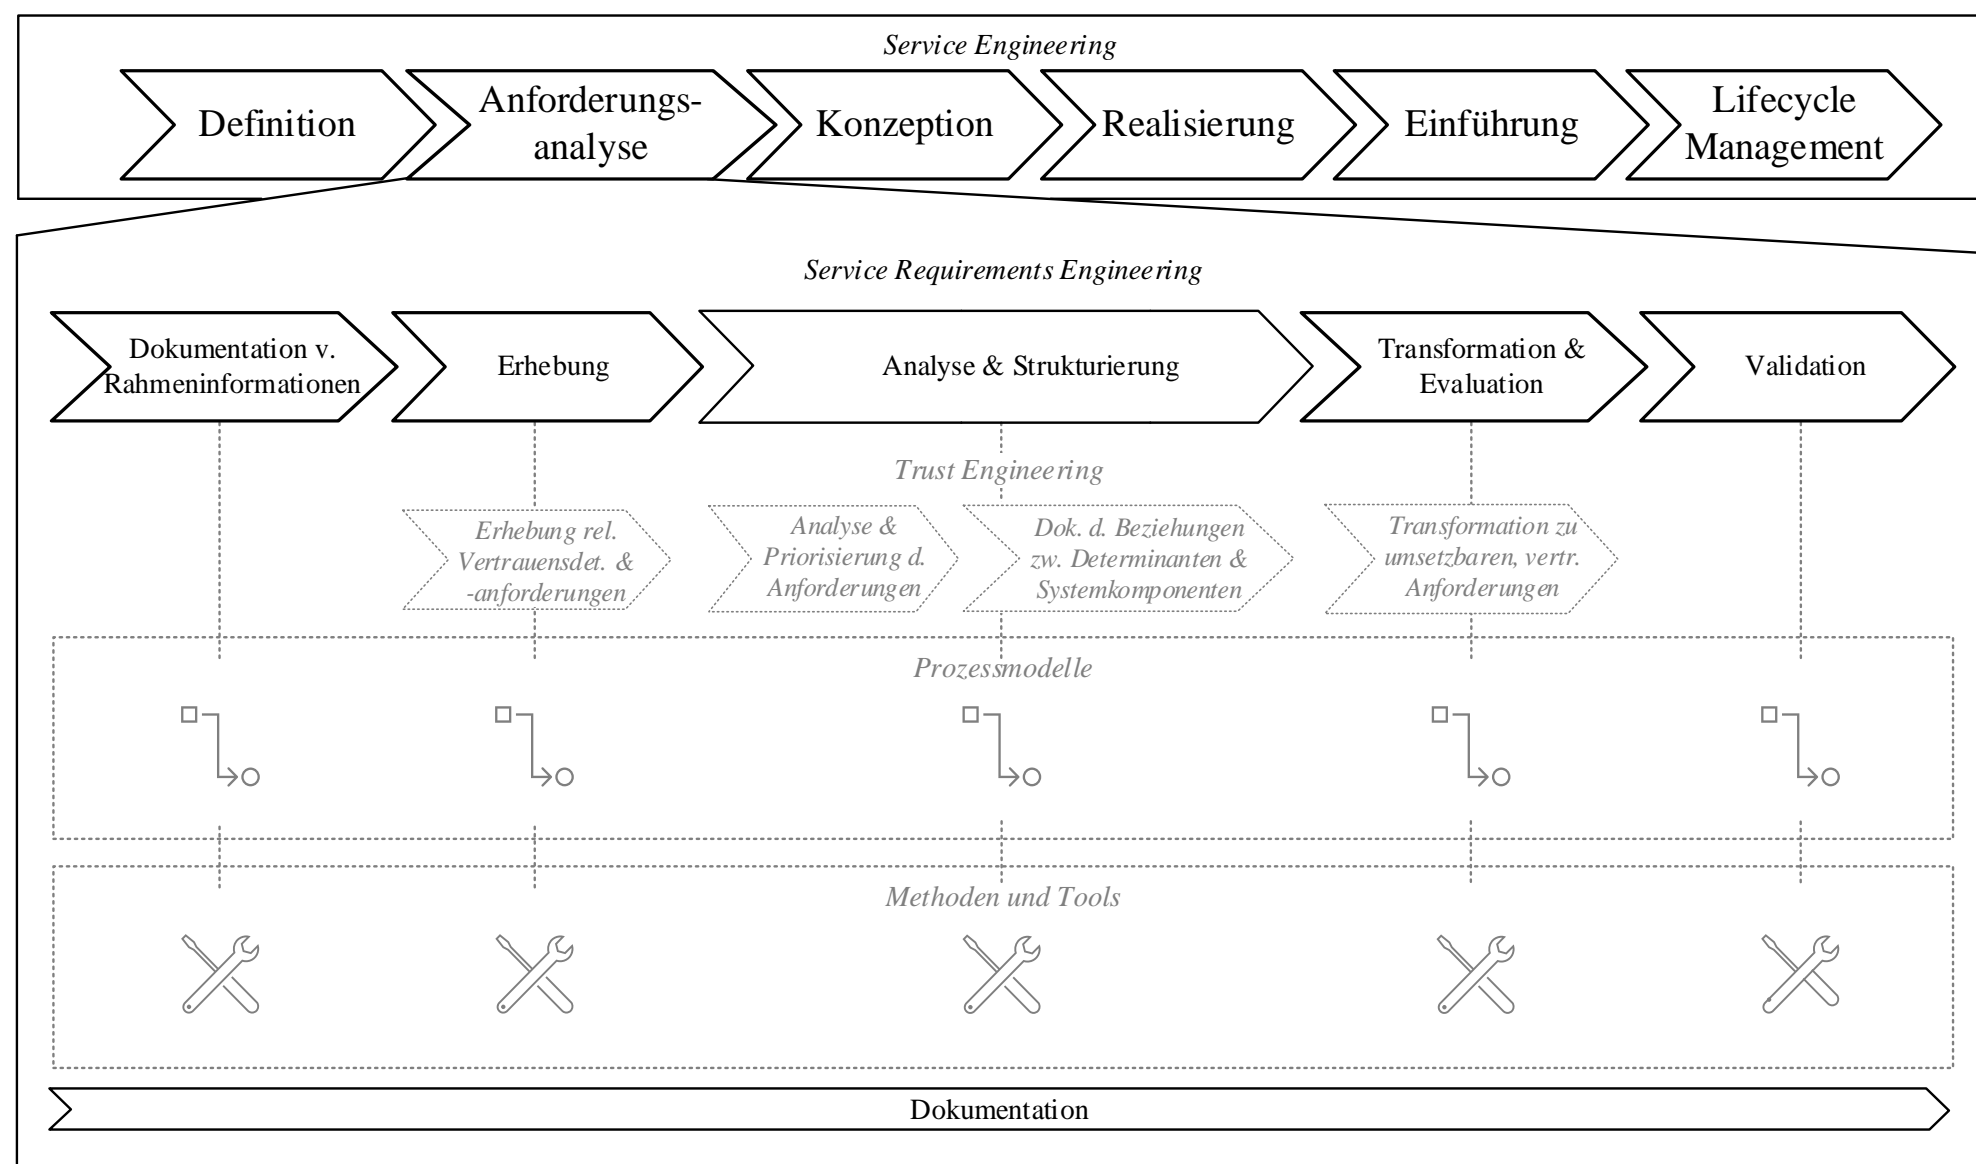 Service Engineering
Definition
Anforderungs-
analyse
Konzeption
Realisierung
Einführung
Lifecycle
Management
Service Requirements Engineering
Dokumentation v.
Rahmeninformationen
Erhebung
Analyse & Strukturierung
Transformation &
Evaluation
Validation
Trust Engineering
Erhebung rel.
Vertrauensdet. &
-anforderungen
Analyse &
Priorisierung d.
Anforderungen
Dok. d. Beziehungen
zw. Determinanten &
Systemkomponenten
Transformation zu
umsetzbaren, vertr.
Anforderungen
Prozessmodelle
Methoden und Tools
Dokumentation